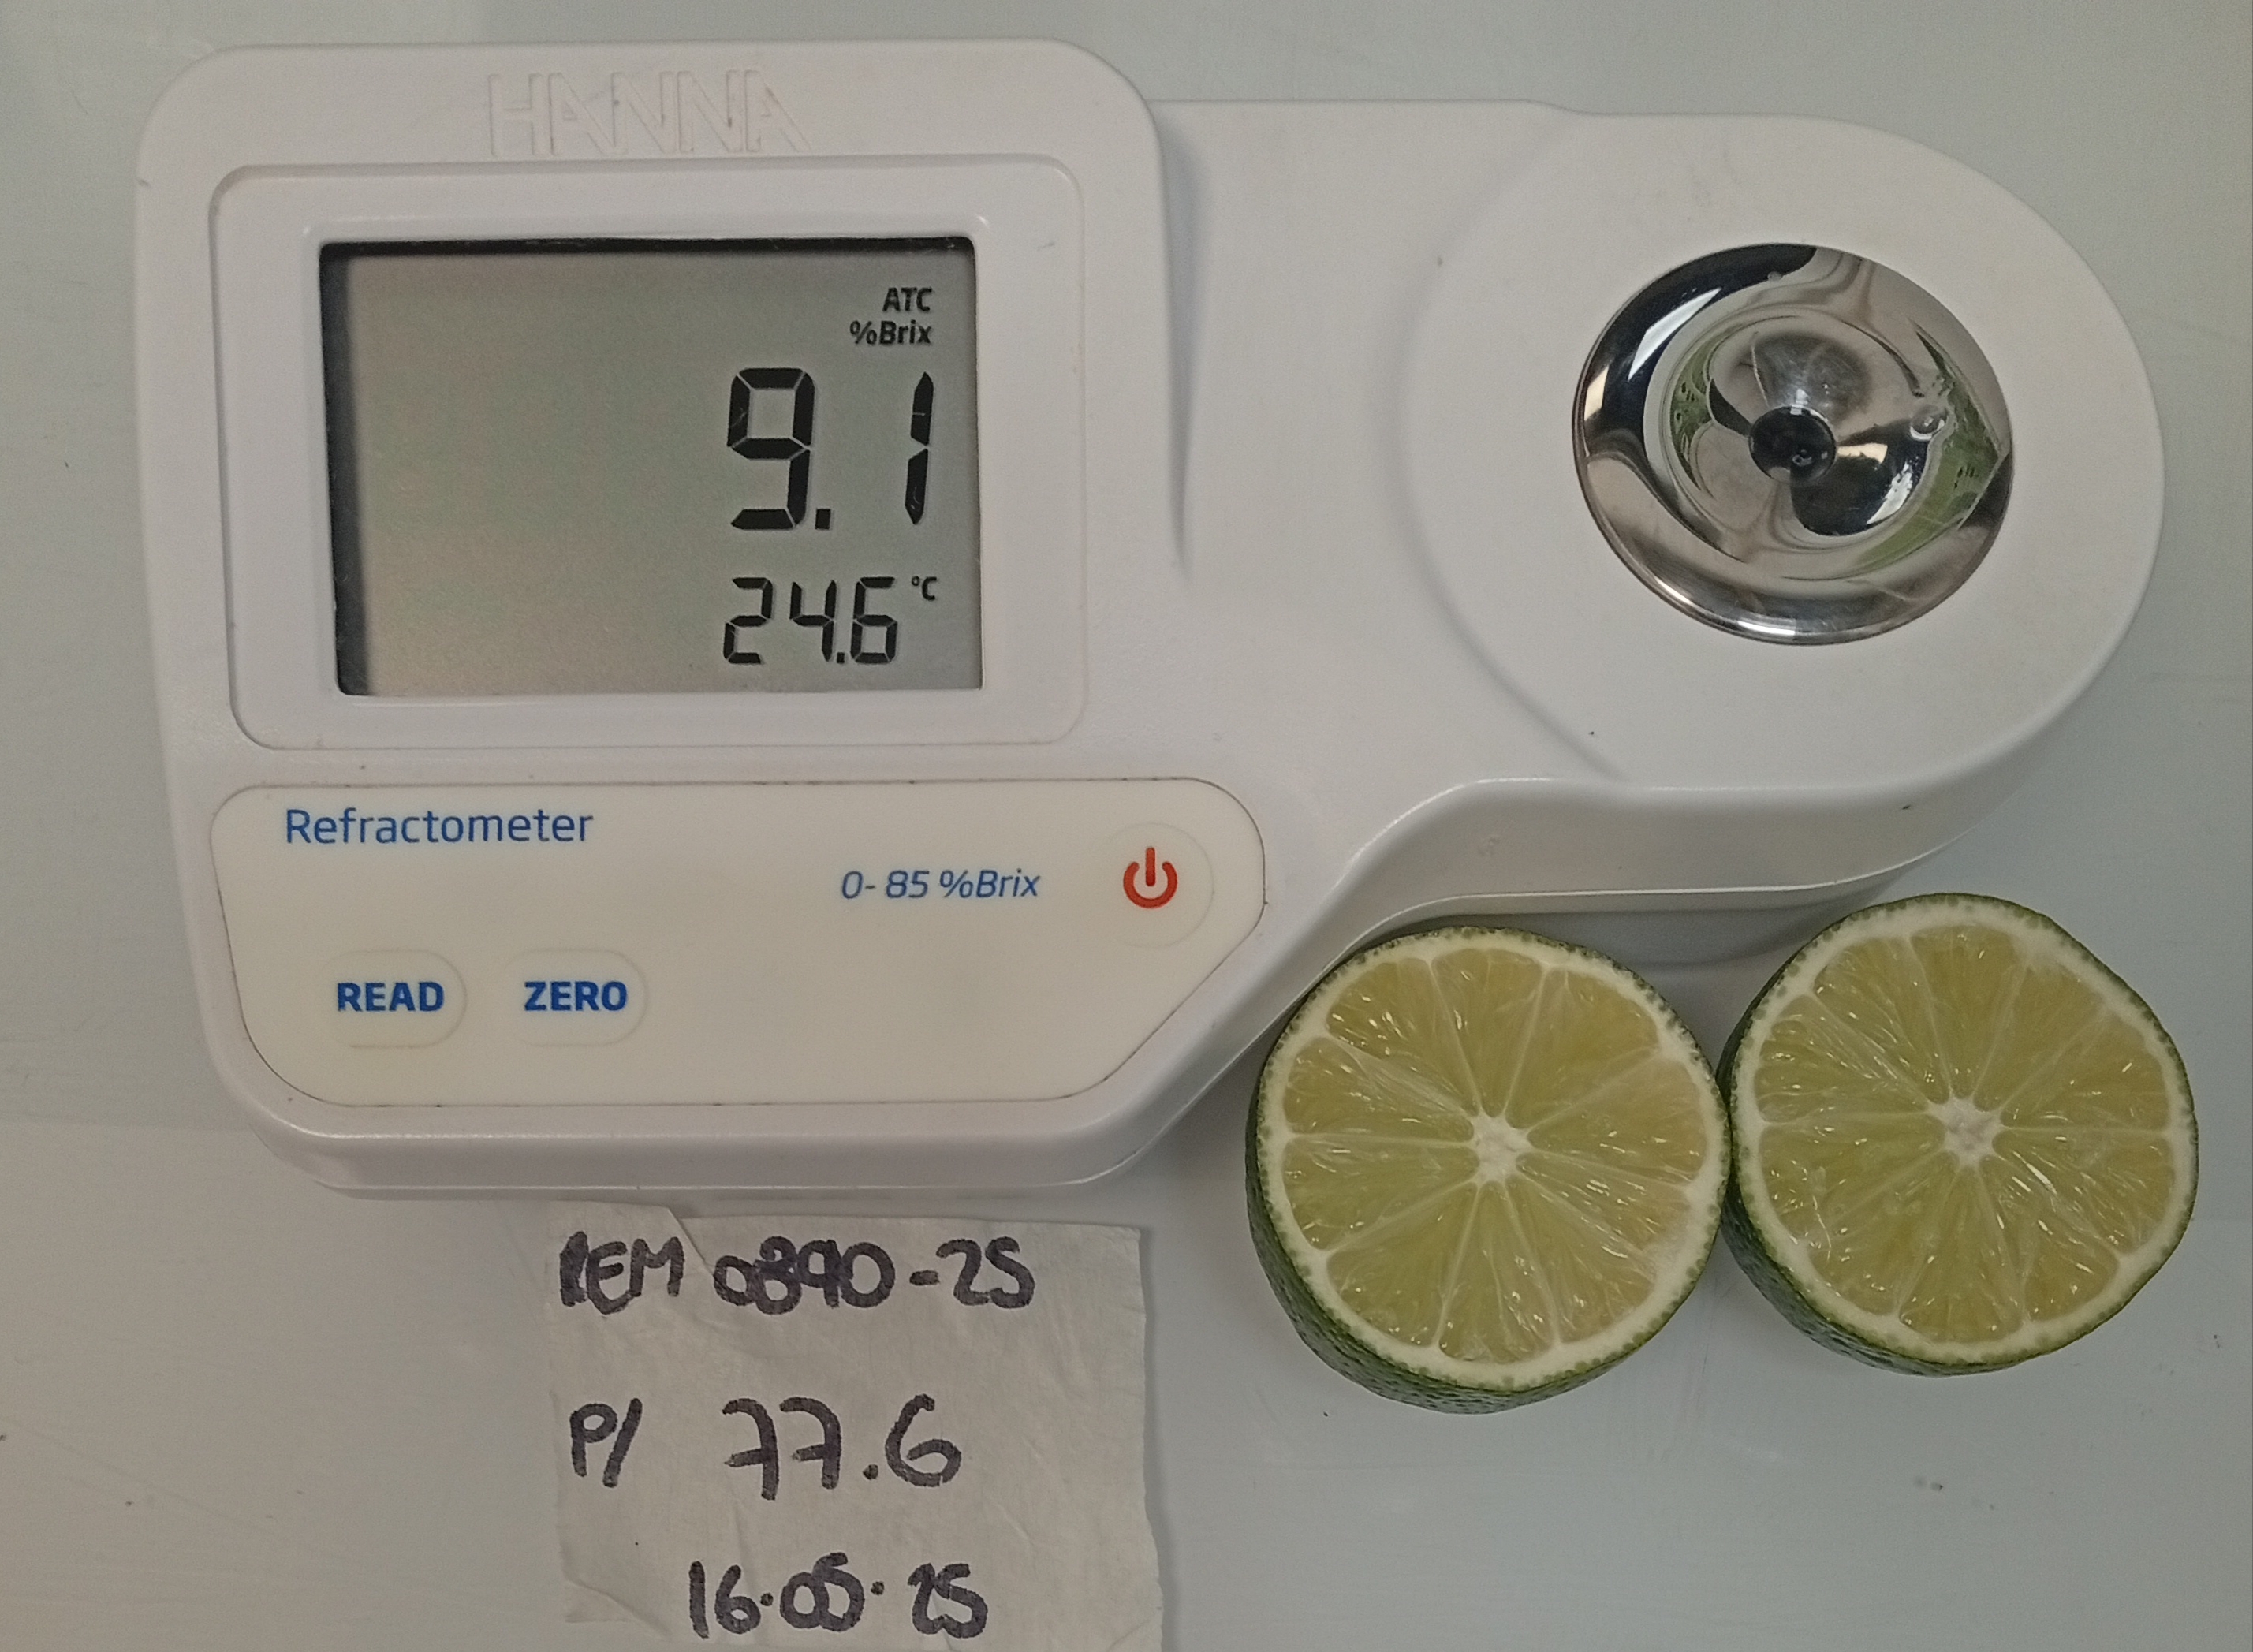 HANNA
ATC
%Brix
9.1
24.6 °C
Refractometer
0-85 %Brix
READ ZERO
REM 0890-25
P/ 77.6
16.05.25